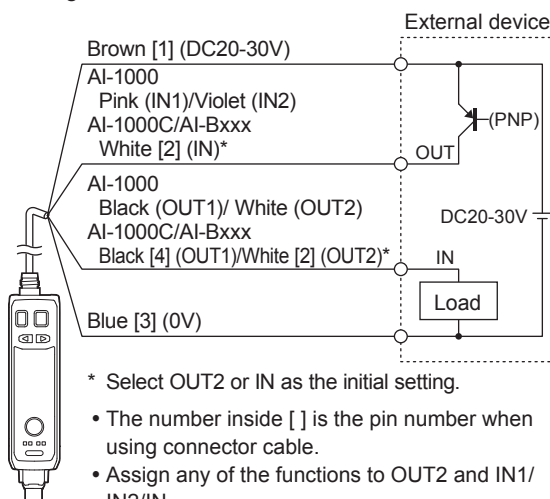 External device
Brown [1] (DC20-30V)
AI-1000
Pink (IN1)/Violet (IN2)
AI-1000C/AI-Bxxx
White [2] (IN)*
(PNP)
OUT
AI-1000
Black (OUT1)/ White (OUT2)
AI-1000C/AI-Bxxx
Black [4] (OUT1)/White [2] (OUT2)*
DC20-30V
IN
Load
Blue [3] (0V)
* Select OUT2 or IN as the initial setting.
• The number inside [ ] is the pin number when
using connector cable.
• Assign any of the functions to OUT2 and IN1/
IN2/IN